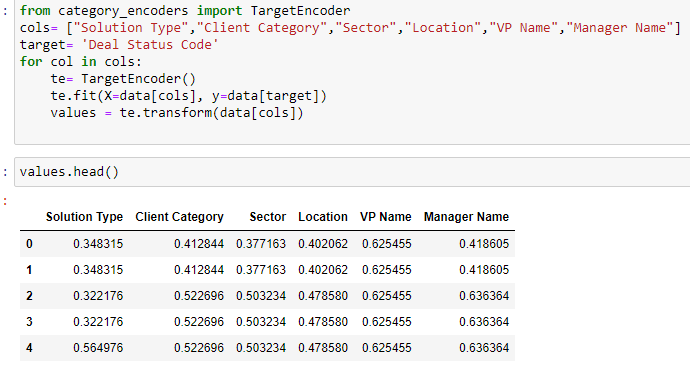 : from category_encoders import TargetEncoder
cols= ["Solution Type","Client Category","Sector","Location","VP Name","Manager Name"]
target= 'Deal Status Code'
for col in cols:
    te= TargetEncoder()
    te.fit(X=data[cols], y=data[target])
    values = te.transform(data[cols])
: values.head()
:
Solution Type Client Category Sector Location VP Name Manager Name
0 0.348315 0.412844 0.377163 0.402062 0.625455 0.418605
1 0.348315 0.412844 0.377163 0.402062 0.625455 0.418605
2 0.322176 0.522696 0.503234 0.478580 0.625455 0.636364
3 0.322176 0.522696 0.503234 0.478580 0.625455 0.636364
4 0.564976 0.522696 0.503234 0.478580 0.625455 0.636364